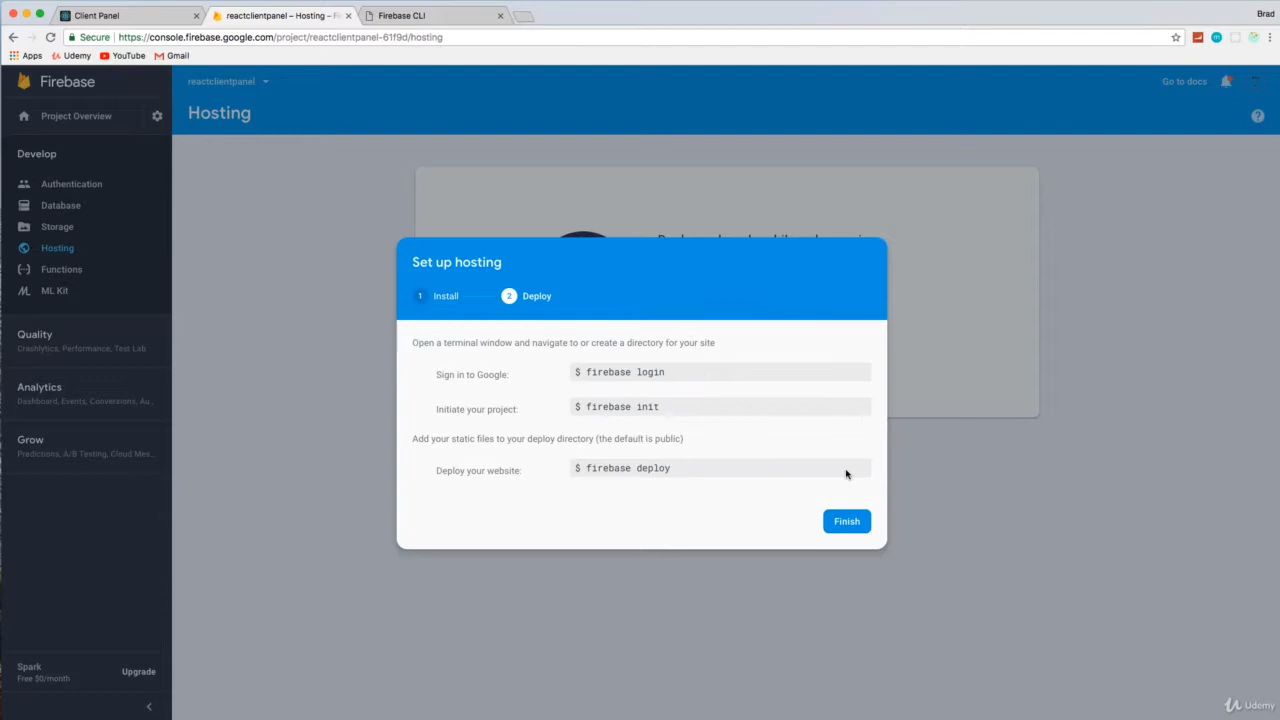 Client Panel
reactclientpanel – Hosting – Fi
Firebase CLI
Brad
Secure
https://console.firebase.google.com/project/reactclientpanel-61f9d/hosting
Apps
Udemy
YouTube
Gmail
Firebase
reactclientpanel
Go to docs
Project Overview
Hosting
Develop
Authentication
Database
Storage
Hosting
Functions
ML Kit
Quality
Crashlytics, Performance, Test Lab
Analytics
Dashboard, Events, Conversions, Au...
Grow
Predictions, A/B Testing, Cloud Mes...
Spark
Free $0/month
Upgrade
Set up hosting
1 Install
2 Deploy
Open a terminal window and navigate to or create a directory for your site
Sign in to Google:
$ firebase login
Initiate your project:
$ firebase init
Add your static files to your deploy directory (the default is public)
Deploy your website:
$ firebase deploy
Finish
Udemy